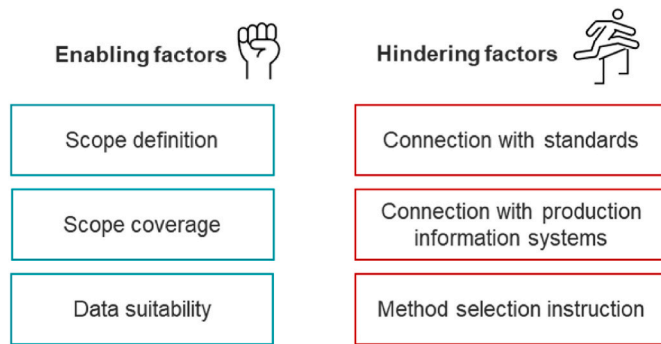 Enabling factors
Hindering factors
Scope definition
Connection with standards
Scope coverage
Connection with production
information systems
Data suitability
Method selection instruction